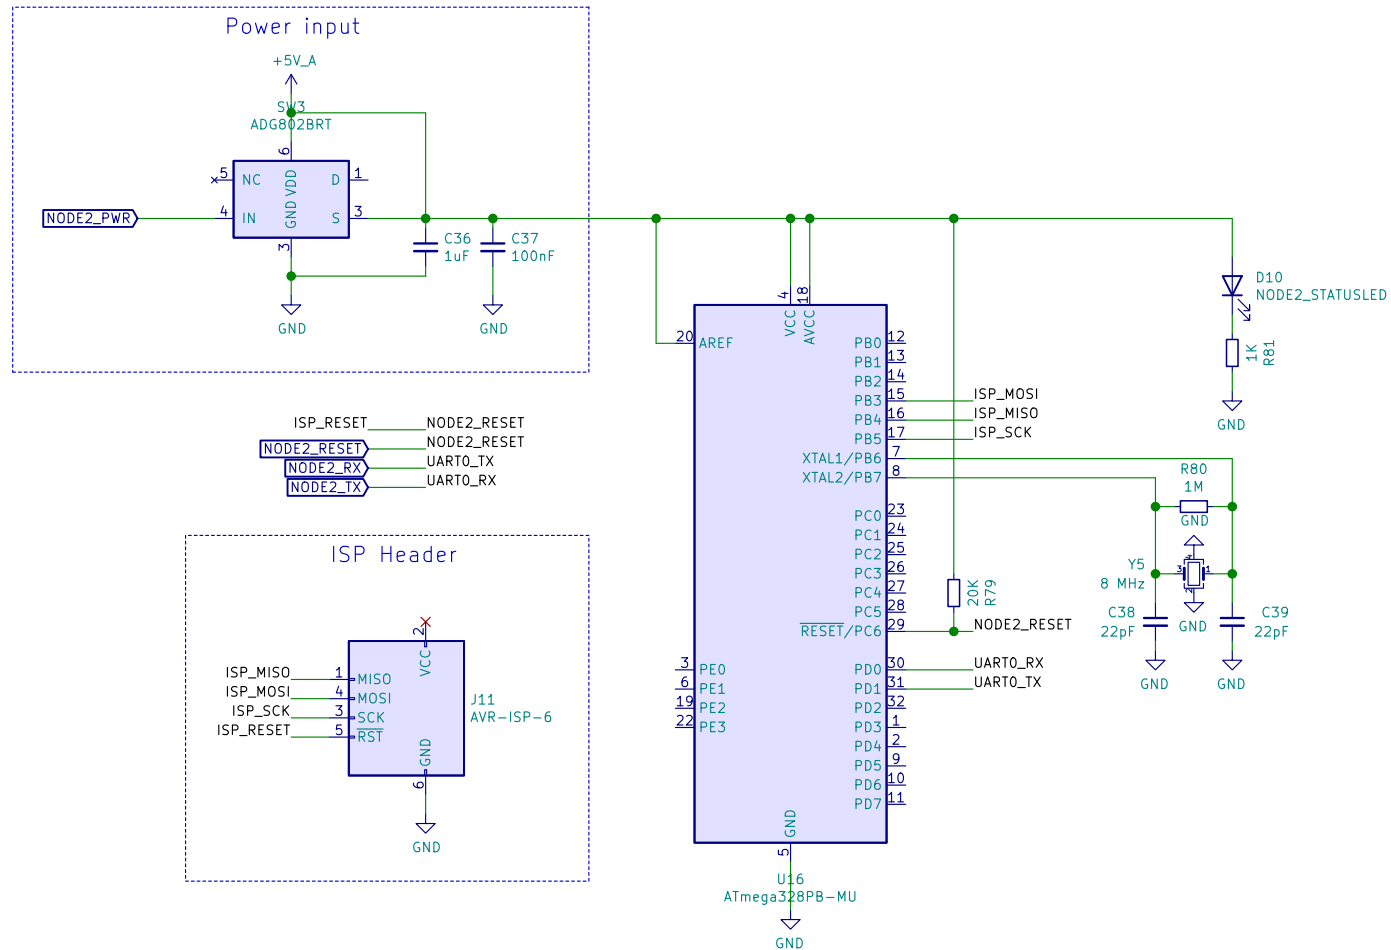 Power input
+5V_A
SW3
ADG802BRT
6
5 NC VDD D 1
NODE2_PWR 4 IN GND S 3
3
C36
1uF
C37
100nF
GND
GND
4 18
VCC AVCC
20 AREF
PB0 12
PB1 13
PB2 14
PB3 15 ISP_MOSI
PB4 16 ISP_MISO
PB5 17 ISP_SCK
XTAL1/PB6 7
XTAL2/PB7 8
PC0 23
PC1 24
PC2 25
PC3 26
PC4 27
PC5 28
RESET/PC6 29 NODE2_RESET
3 PE0 PD0 30 UART0_RX
6 PE1 PD1 31 UART0_TX
19 PE2 PD2 32
22 PE3 PD3 1
PD4 2
PD5 9
PD6 10
PD7 11
GND
5
U16
ATmega328PB-MU
GND
20K
R79
D10
NODE2_STATUSLED
1K
R81
GND
R80
1M
GND
4
Y5
8 MHz
3 1
2
GND
C38
22pF
C39
22pF
GND
GND
ISP_RESET NODE2_RESET
NODE2_RESET NODE2_RESET
NODE2_RX UART0_TX
NODE2_TX UART0_RX
ISP Header
2
VCC
ISP_MISO 1 MISO
ISP_MOSI 4 MOSI
ISP_SCK 3 SCK
ISP_RESET 5 RST
J11
AVR-ISP-6
GND
6
GND